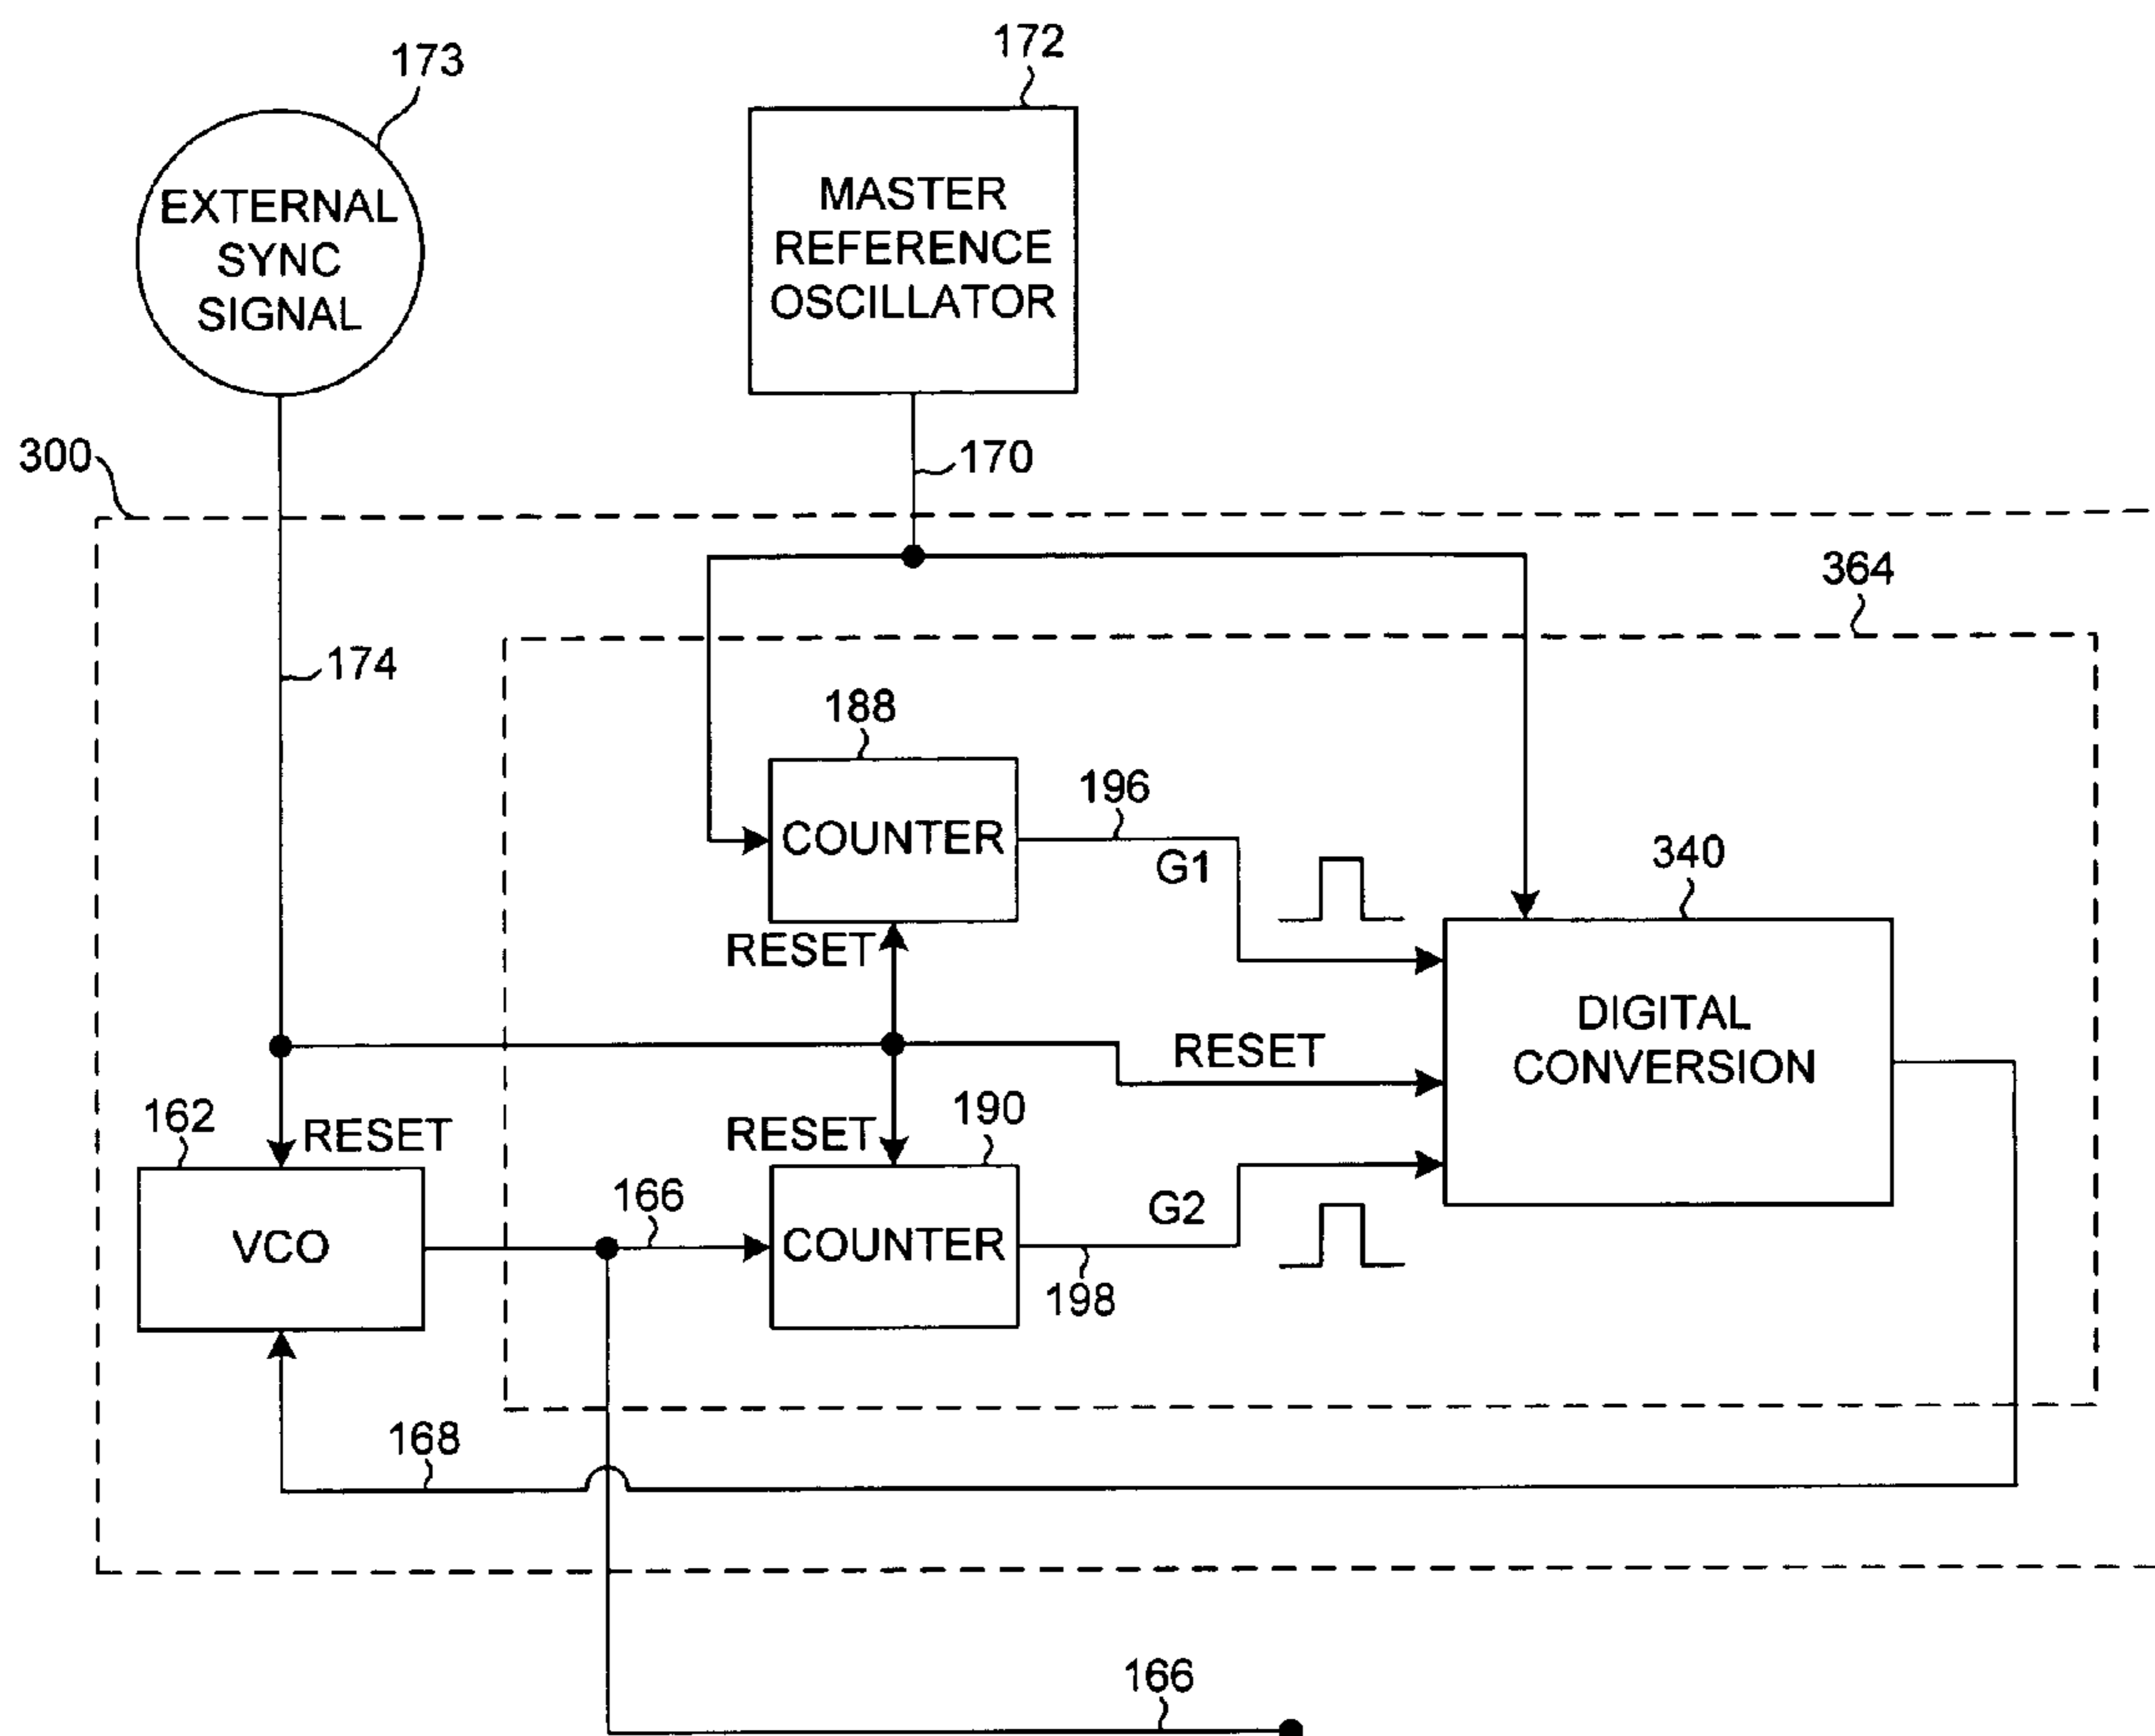 173
172
EXTERNAL
SYNC
SIGNAL
MASTER
REFERENCE
OSCILLATOR
300
170
364
174
188
COUNTER
196
G1
340
RESET
DIGITAL
CONVERSION
RESET
162
RESET
RESET
190
VCO
166
COUNTER
G2
198
168
166